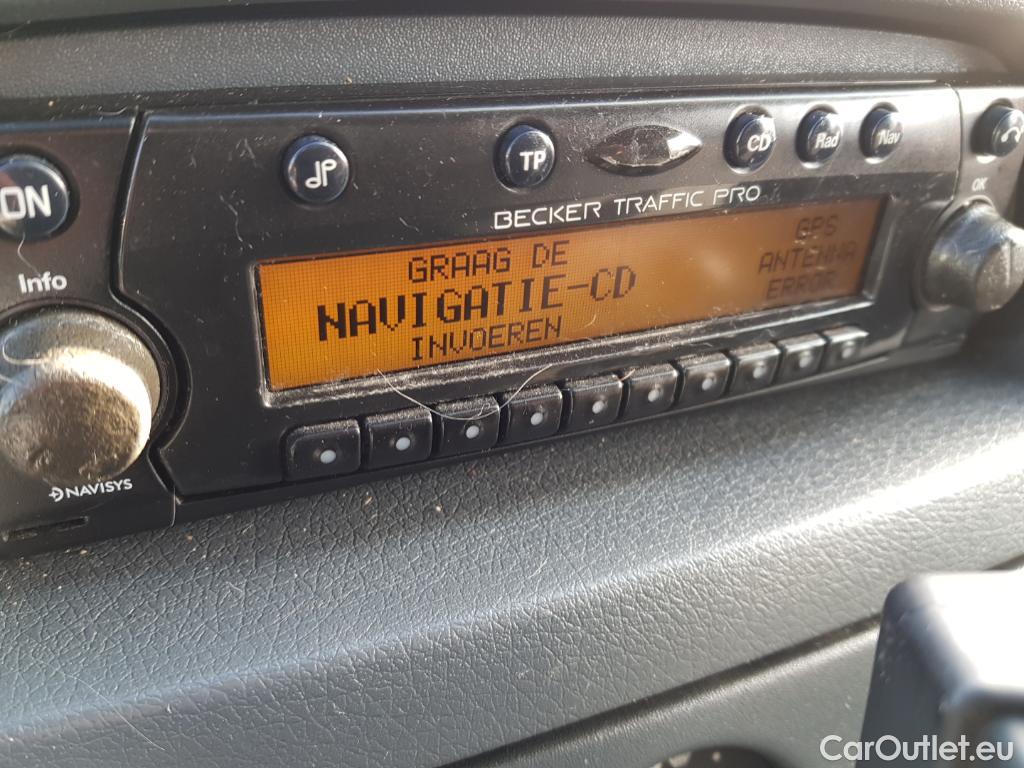 ON
TP
CD
Rad
Nav
BECKER TRAFFIC PRO
OK
Info
GRAAG DE
NAVIGATIE-CD
INVOEREN
GPS
ANTENNA
ERROR
NAVISYS
CarOutlet.eu